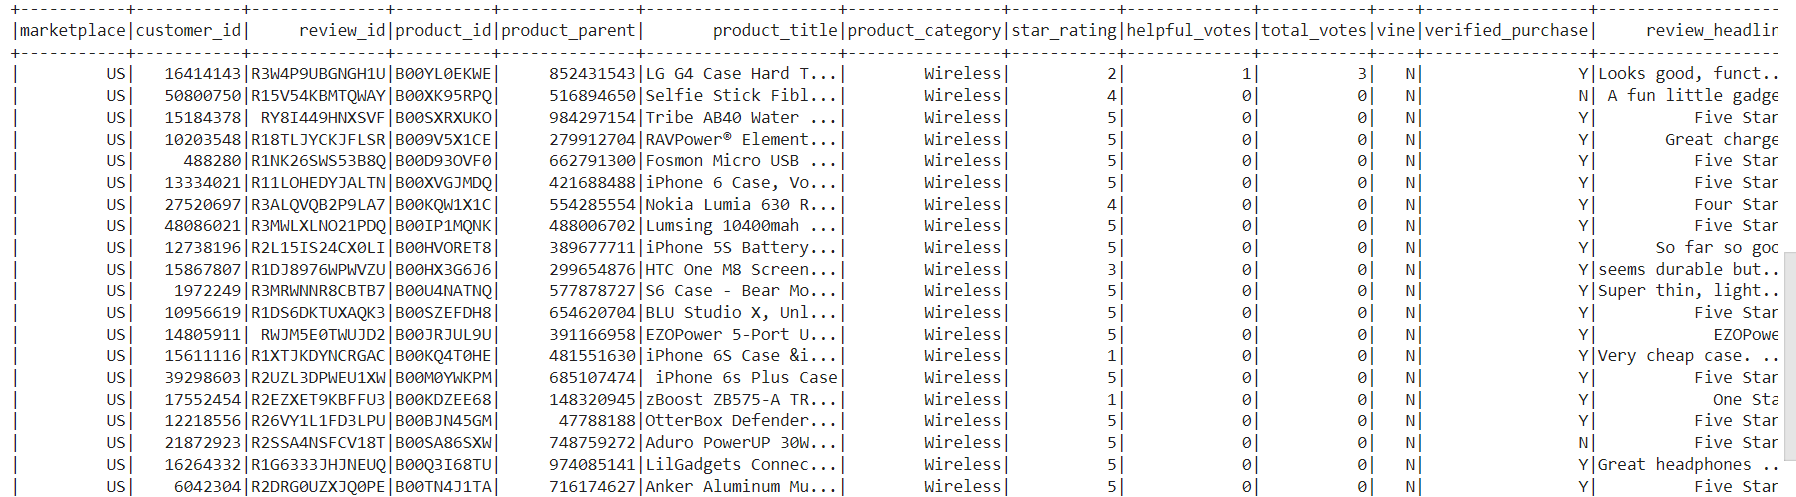 +-----------+-----------+--------------+----------+--------------+--------------------+----------------+-----------+-------------+-----------+----+-----------------+--------------------
|marketplace|customer_id|     review_id|product_id|product_parent|       product_title|product_category|star_rating|helpful_votes|total_votes|vine|verified_purchase|     review_headlin
+-----------+-----------+--------------+----------+--------------+--------------------+----------------+-----------+-------------+-----------+----+-----------------+--------------------
|         US|   16414143|R3W4P9UBGNGH1U|B00YL0EKWE|     852431543|LG G4 Case Hard T...|        Wireless|          2|            1|          3|   N|                Y|Looks good, funct..
|         US|   50800750|R15V54KBMTQWAY|B00XK95RPQ|     516894650|Selfie Stick Fibl...|        Wireless|          4|            0|          0|   N|                N| A fun little gadge
|         US|   15184378| RY8I449HNXSVF|B00SXRXUKO|     984297154|Tribe AB40 Water ...|        Wireless|          5|            0|          0|   N|                Y|          Five Star
|         US|   10203548|R18TLJYCKJFLSR|B009V5X1CE|     279912704|RAVPower® Element...|        Wireless|          5|            0|          0|   N|                Y|       Great charge
|         US|     488280|R1NK26SWS53B8Q|B00D93OVF0|     662791300|Fosmon Micro USB ...|        Wireless|          5|            0|          0|   N|                Y|          Five Star
|         US|   13334021|R11LOHEDYJALTN|B00XVGJMDQ|     421688488|iPhone 6 Case, Vo...|        Wireless|          5|            0|          0|   N|                Y|          Five Star
|         US|   27520697|R3ALQVQB2P9LA7|B00KQW1X1C|     554285554|Nokia Lumia 630 R...|        Wireless|          4|            0|          0|   N|                Y|          Four Star
|         US|   48086021|R3MWLXLNO21PDQ|B00IP1MQNK|     488006702|Lumsing 10400mah ...|        Wireless|          5|            0|          0|   N|                Y|          Five Star
|         US|   12738196|R2L15IS24CX0LI|B00HVORET8|     389677711|iPhone 5S Battery...|        Wireless|          5|            0|          0|   N|                Y|      So far so goo
|         US|   15867807|R1DJ8976WPWVZU|B00HX3G6J6|     299654876|HTC One M8 Screen...|        Wireless|          3|            0|          0|   N|                Y|seems durable but..
|         US|    1972249|R3MRWNNR8CBTB7|B00U4NATNQ|     577878727|S6 Case - Bear Mo...|        Wireless|          5|            0|          0|   N|                Y|Super thin, light..
|         US|   10956619|R1DS6DKTUXAQK3|B00SZEFDH8|     654620704|BLU Studio X, Unl...|        Wireless|          5|            0|          0|   N|                Y|          Five Star
|         US|   14805911| RWJM5E0TWUJD2|B00JRJUL9U|     391166958|EZOPower 5-Port U...|        Wireless|          5|            0|          0|   N|                Y|            EZOPowe
|         US|   15611116|R1XTJKDYNCRGAC|B00KQ4T0HE|     481551630|iPhone 6S Case &i...|        Wireless|          1|            0|          0|   N|                Y|Very cheap case. ..
|         US|   39298603|R2UZL3DPWEU1XW|B00M0YWKPM|     685107474| iPhone 6s Plus Case|        Wireless|          5|            0|          0|   N|                Y|          Five Star
|         US|   17552454|R2EZXET9KBFFU3|B00KDZEE68|     148320945|zBoost ZB575-A TR...|        Wireless|          1|            0|          0|   N|                Y|            One Sta
|         US|   12218556|R26VY1L1FD3LPU|B00BJN45GM|      47788188|OtterBox Defender...|        Wireless|          5|            0|          0|   N|                Y|          Five Star
|         US|   21872923|R2SSA4NSFCV18T|B00SA86SXW|     748759272|Aduro PowerUP 30W...|        Wireless|          5|            0|          0|   N|                N|          Five Star
|         US|   16264332|R1G6333JHJNEUQ|B00Q3I68TU|     974085141|LilGadgets Connec...|        Wireless|          5|            0|          0|   N|                Y|Great headphones ..
|         US|    6042304|R2DRG0UZXJQ0PE|B00TN4J1TA|     716174627|Anker Aluminum Mu...|        Wireless|          5|            0|          0|   N|                Y|          Five Star